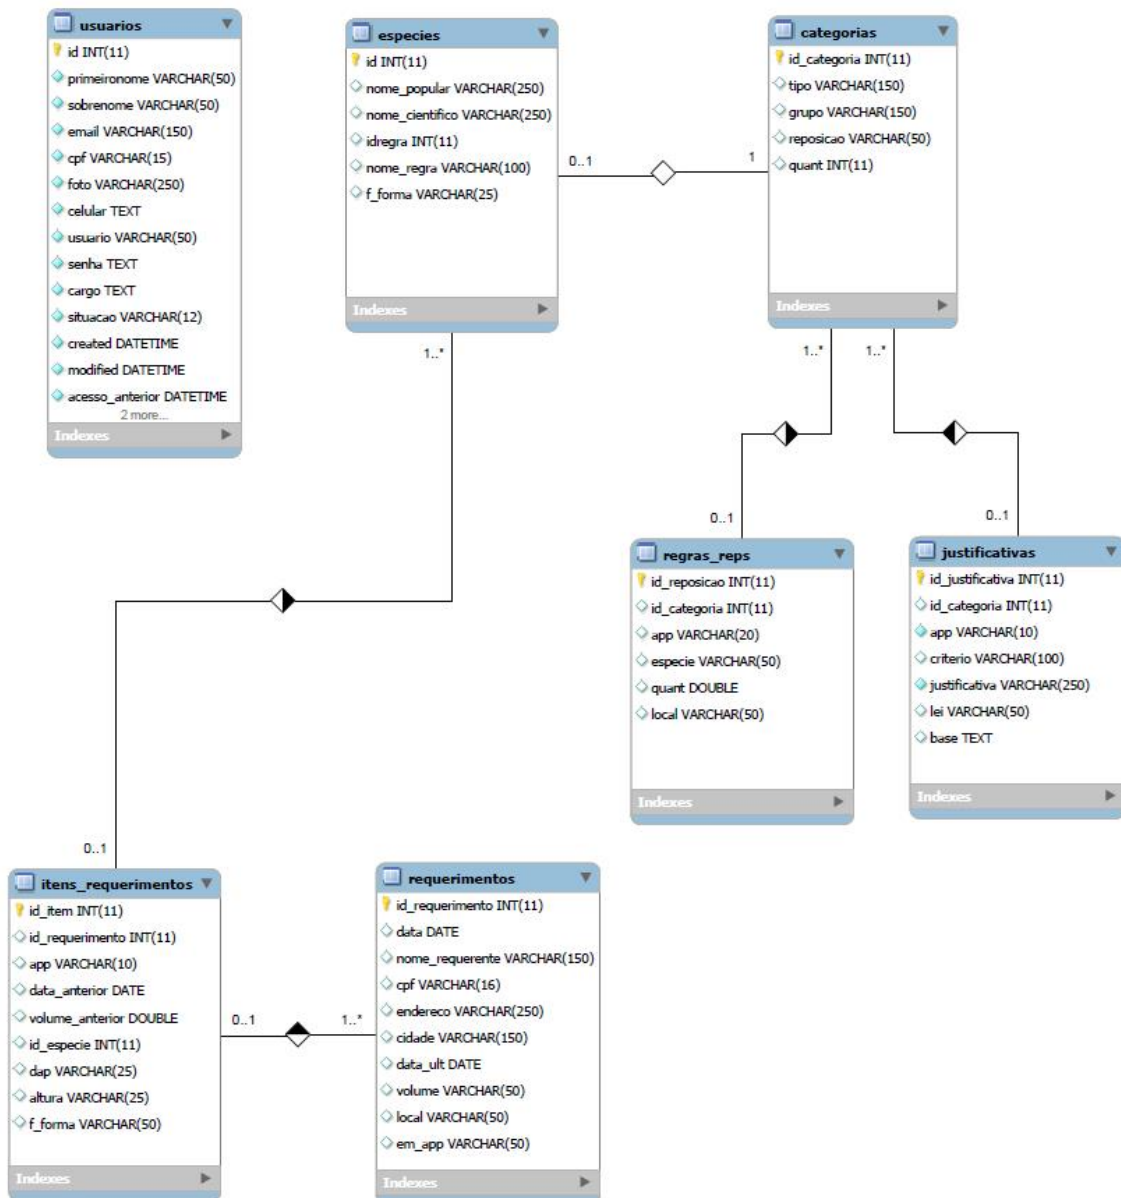 usuarios
id INT(11)
primeironome VARCHAR(50)
sobrenome VARCHAR(50)
email VARCHAR(150)
cpf VARCHAR(15)
foto VARCHAR(250)
celular TEXT
usuario VARCHAR(50)
senha TEXT
cargo TEXT
situacao VARCHAR(12)
created DATETIME
modified DATETIME
acesso_anterior DATETIME
2 more...
Indexes
especies
id INT(11)
nome_popular VARCHAR(250)
nome_cientifico VARCHAR(250)
idregra INT(11)
nome_regra VARCHAR(100)
f_forma VARCHAR(25)
Indexes
0..1
1
categorias
id_categoria INT(11)
tipo VARCHAR(150)
grupo VARCHAR(150)
reposicao VARCHAR(50)
quant INT(11)
Indexes
1..*
1..*
1..*
0..1
0..1
regras_reps
id_reposicao INT(11)
id_categoria INT(11)
app VARCHAR(20)
especie VARCHAR(50)
quant DOUBLE
local VARCHAR(50)
Indexes
justificativas
id_justificativa INT(11)
id_categoria INT(11)
app VARCHAR(10)
criterio VARCHAR(100)
justificativa VARCHAR(250)
lei VARCHAR(50)
base TEXT
Indexes
0..1
itens_requerimentos
id_item INT(11)
id_requerimento INT(11)
app VARCHAR(10)
data_anterior DATE
volume_anterior DOUBLE
id_especie INT(11)
dap VARCHAR(25)
altura VARCHAR(25)
f_forma VARCHAR(50)
Indexes
0..1
1..*
requerimentos
id_requerimento INT(11)
data DATE
nome_requerente VARCHAR(150)
cpf VARCHAR(16)
endereco VARCHAR(250)
cidade VARCHAR(150)
data_ult DATE
volume VARCHAR(50)
local VARCHAR(50)
em_app VARCHAR(50)
Indexes